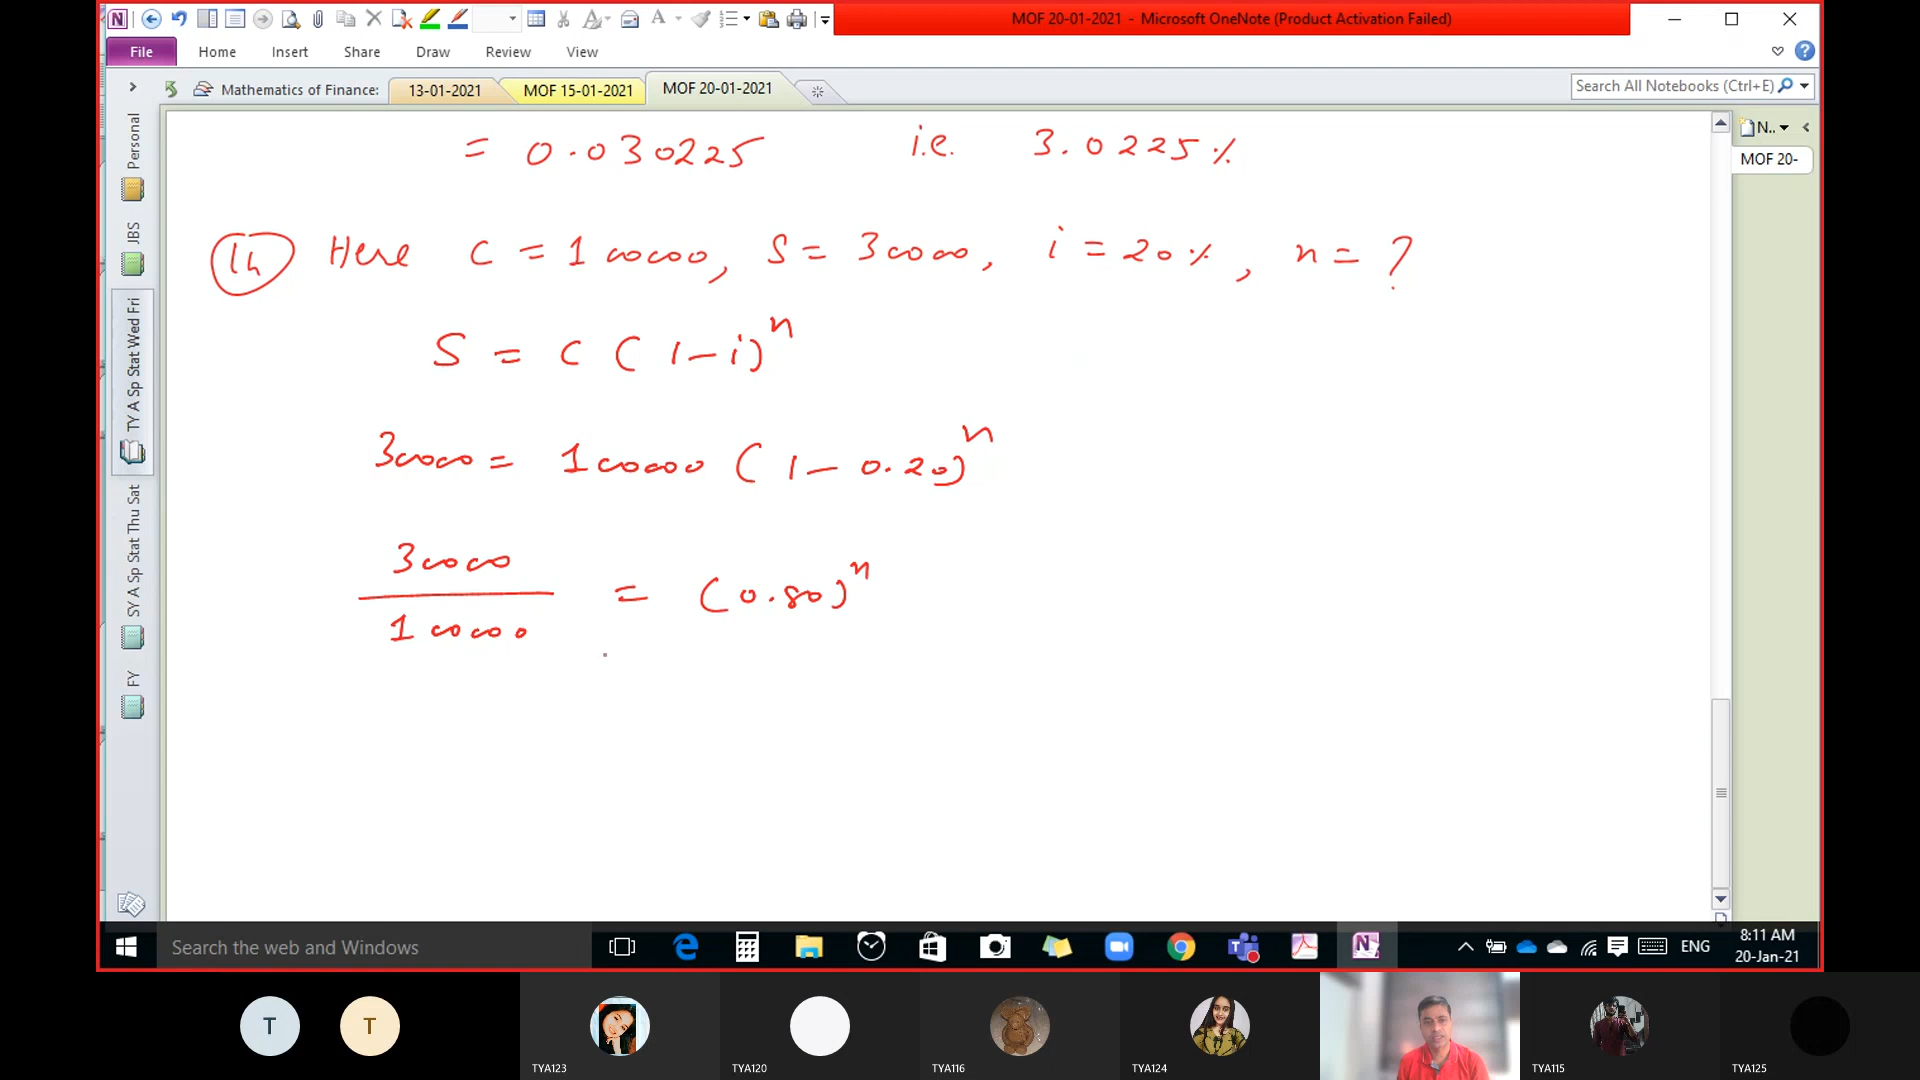 MOF 20-01-2021 - Microsoft OneNote (Product Activation Failed)
File Home Insert Share Draw Review View
Mathematics of Finance: 13-01-2021 MOF 15-01-2021 MOF 20-01-2021
Search All Notebooks (Ctrl+E)
N..
MOF 20-
Personal
JBS
TY A Sp Stat Wed Fri
SY A Sp Stat Thu Sat
FY
= 0.030225 i.e. 3.0225%
Here C = 100000, S = 30000, i = 20%, n = ?
S = C (1-i)^n
30000 = 100000 (1 - 0.20)^n
30000
100000
= (0.80)^n
Search the web and Windows
ENG
8:11 AM
20-Jan-21
T T
TYA123 TYA120 TYA116 TYA124 TYA115 TYA125